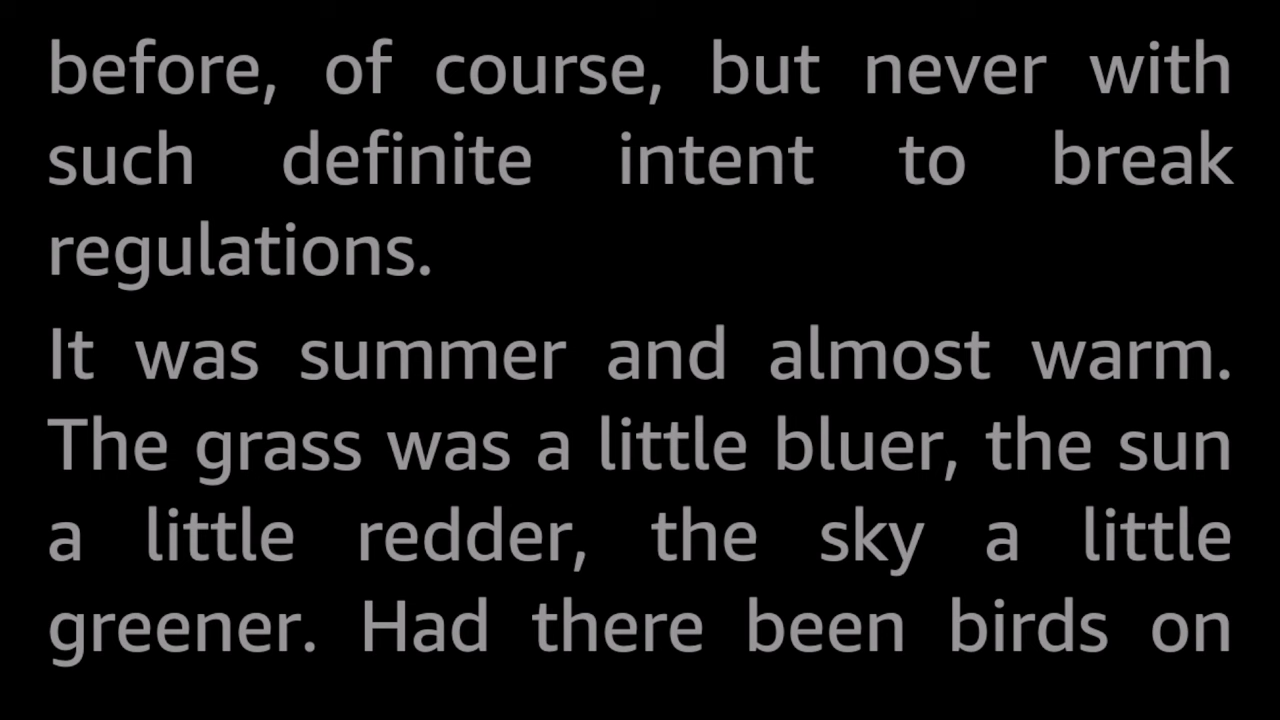 before, of course, but never with
such definite intent to break
regulations.
It was summer and almost warm.
The grass was a little bluer, the sun
a little redder, the sky a little
greener. Had there been birds on